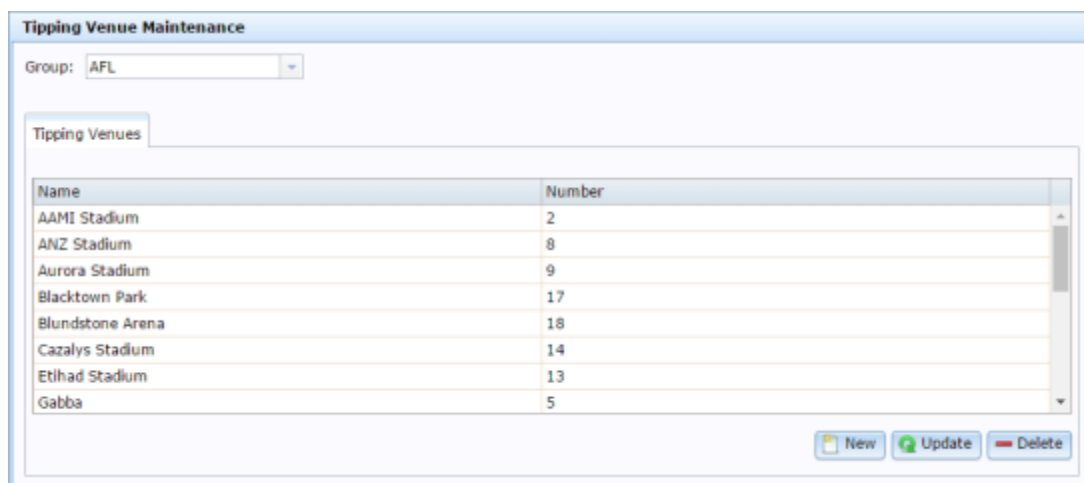 Tipping Venue Maintenance
Group: AFL
Tipping Venues
Name Number
AAMI Stadium 2
ANZ Stadium 8
Aurora Stadium 9
Blacktown Park 17
Blundstone Arena 18
Cazalys Stadium 14
Etihad Stadium 13
Gabba 5
New Update Delete